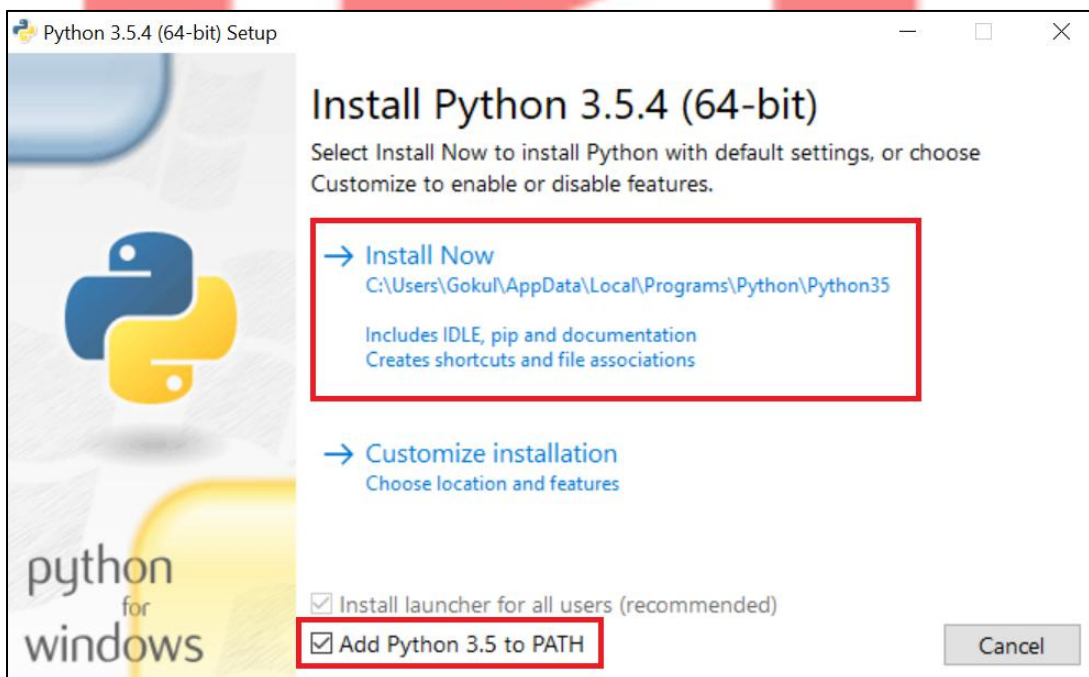 Python 3.5.4 (64-bit) Setup
Install Python 3.5.4 (64-bit)
Select Install Now to install Python with default settings, or choose
Customize to enable or disable features.
Install Now
C:\Users\Gokul\AppData\Local\Programs\Python\Python35
Includes IDLE, pip and documentation
Creates shortcuts and file associations
Customize installation
Choose location and features
python
for
windows
Install launcher for all users (recommended)
Add Python 3.5 to PATH
Cancel